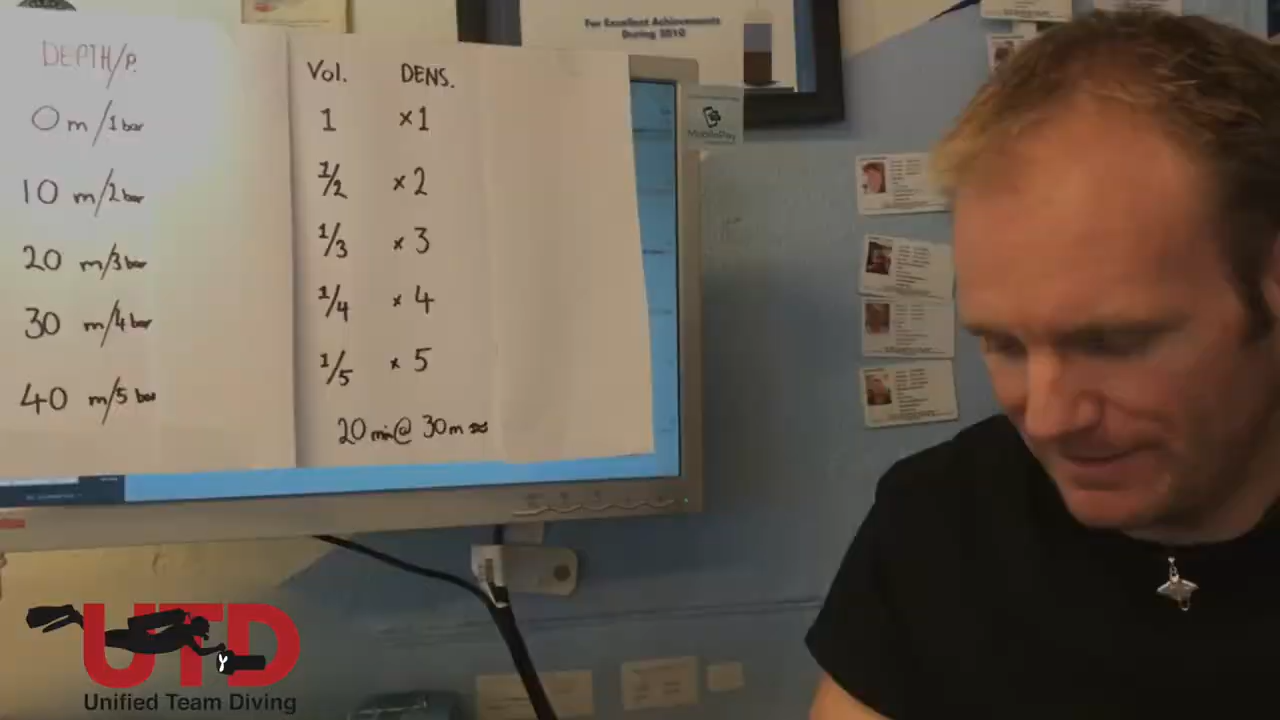 For Excellent Achievements
During 2010
DEPTH/P. Vol. DENS.
0 m/1 bar 1 ×1
10 m/2 bar 1/2 ×2
20 m/3 bar 1/3 ×3
30 m/4 bar 1/4 ×4
40 m/5 bar 1/5 ×5
20 min @ 30m
MobilePay
UTD
Unified Team Diving